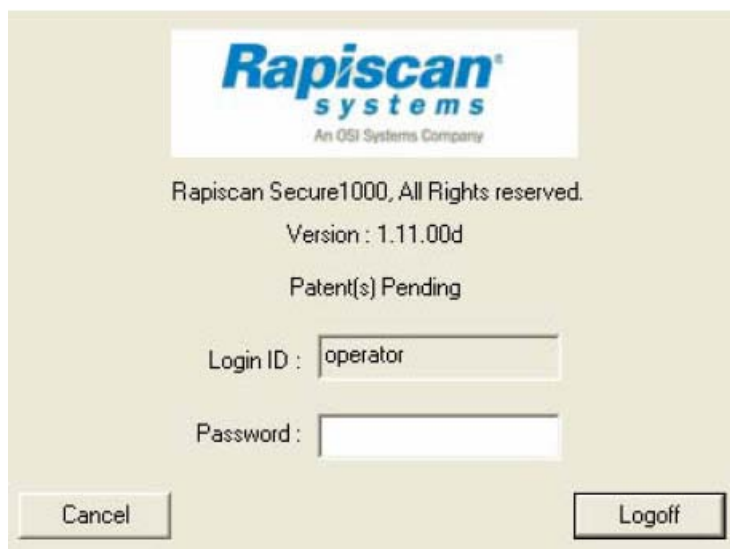 Rapiscan
systems
An OSI Systems Company
Rapiscan Secure1000, All Rights reserved.
Version : 1.11.00d
Patent(s) Pending
Login ID : operator
Password :
Cancel Logoff